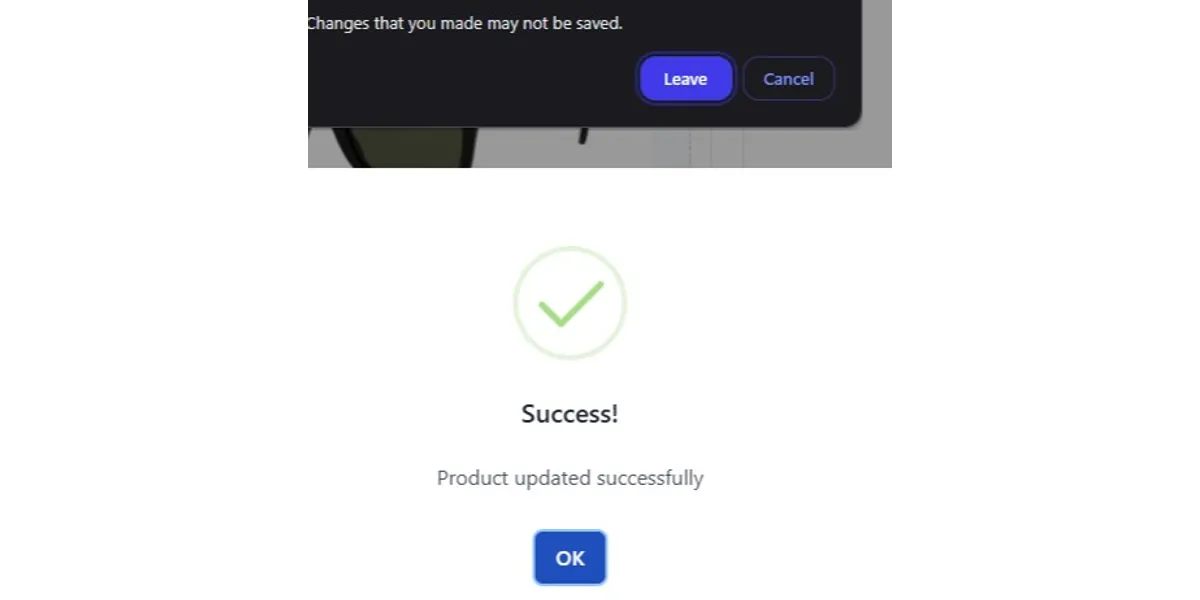 Changes that you made may not be saved.
Leave
Cancel
Success!
Product updated successfully
OK